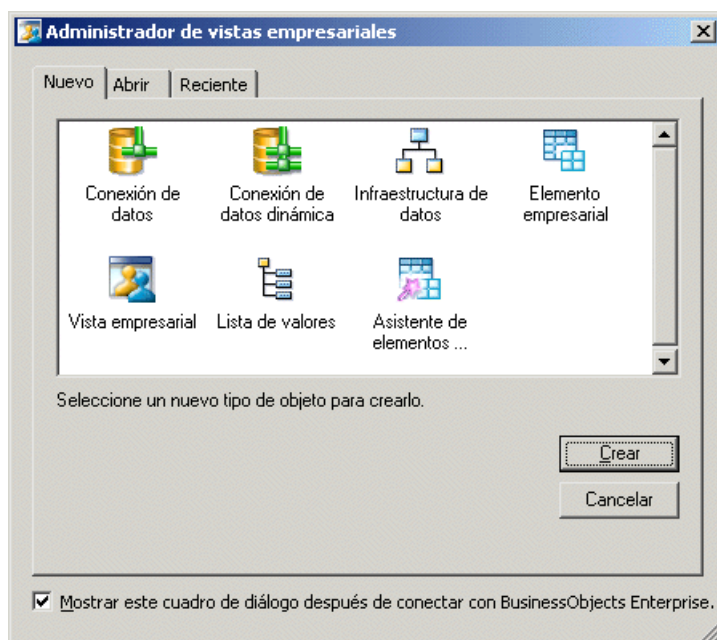 Administrador de vistas empresariales
Nuevo
Abrir
Reciente
Conexión de
datos
Conexión de
datos dinámica
Infraestructura de
datos
Elemento
empresarial
Vista empresarial
Lista de valores
Asistente de
elementos ...
Seleccione un nuevo tipo de objeto para crearlo.
Crear
Cancelar
Mostrar este cuadro de diálogo después de conectar con BusinessObjects Enterprise.